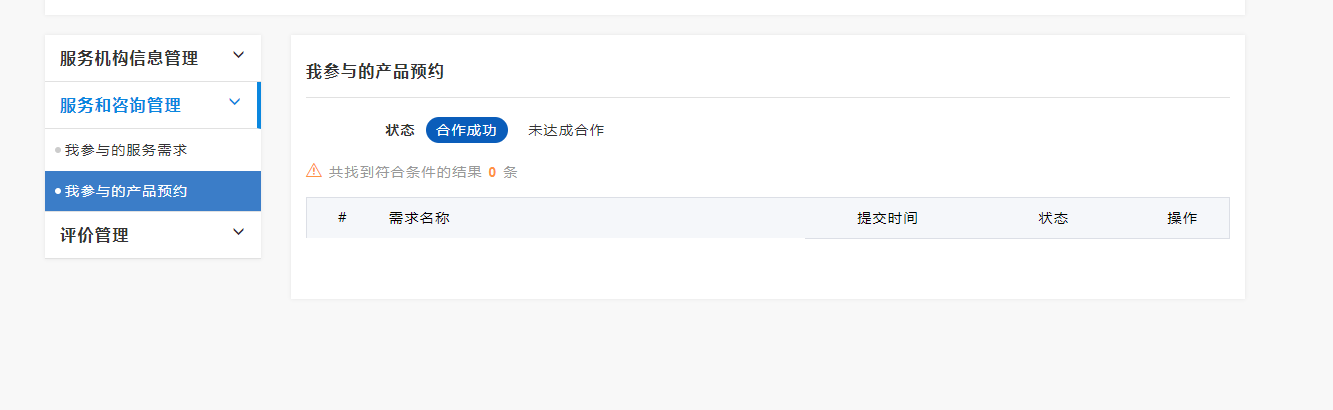 服务机构信息管理
服务和咨询管理
我参与的服务需求
我参与的产品预约
评价管理
我参与的产品预约
状态 合作成功 未达成合作
共找到符合条件的结果 0 条
# 需求名称 提交时间 状态 操作